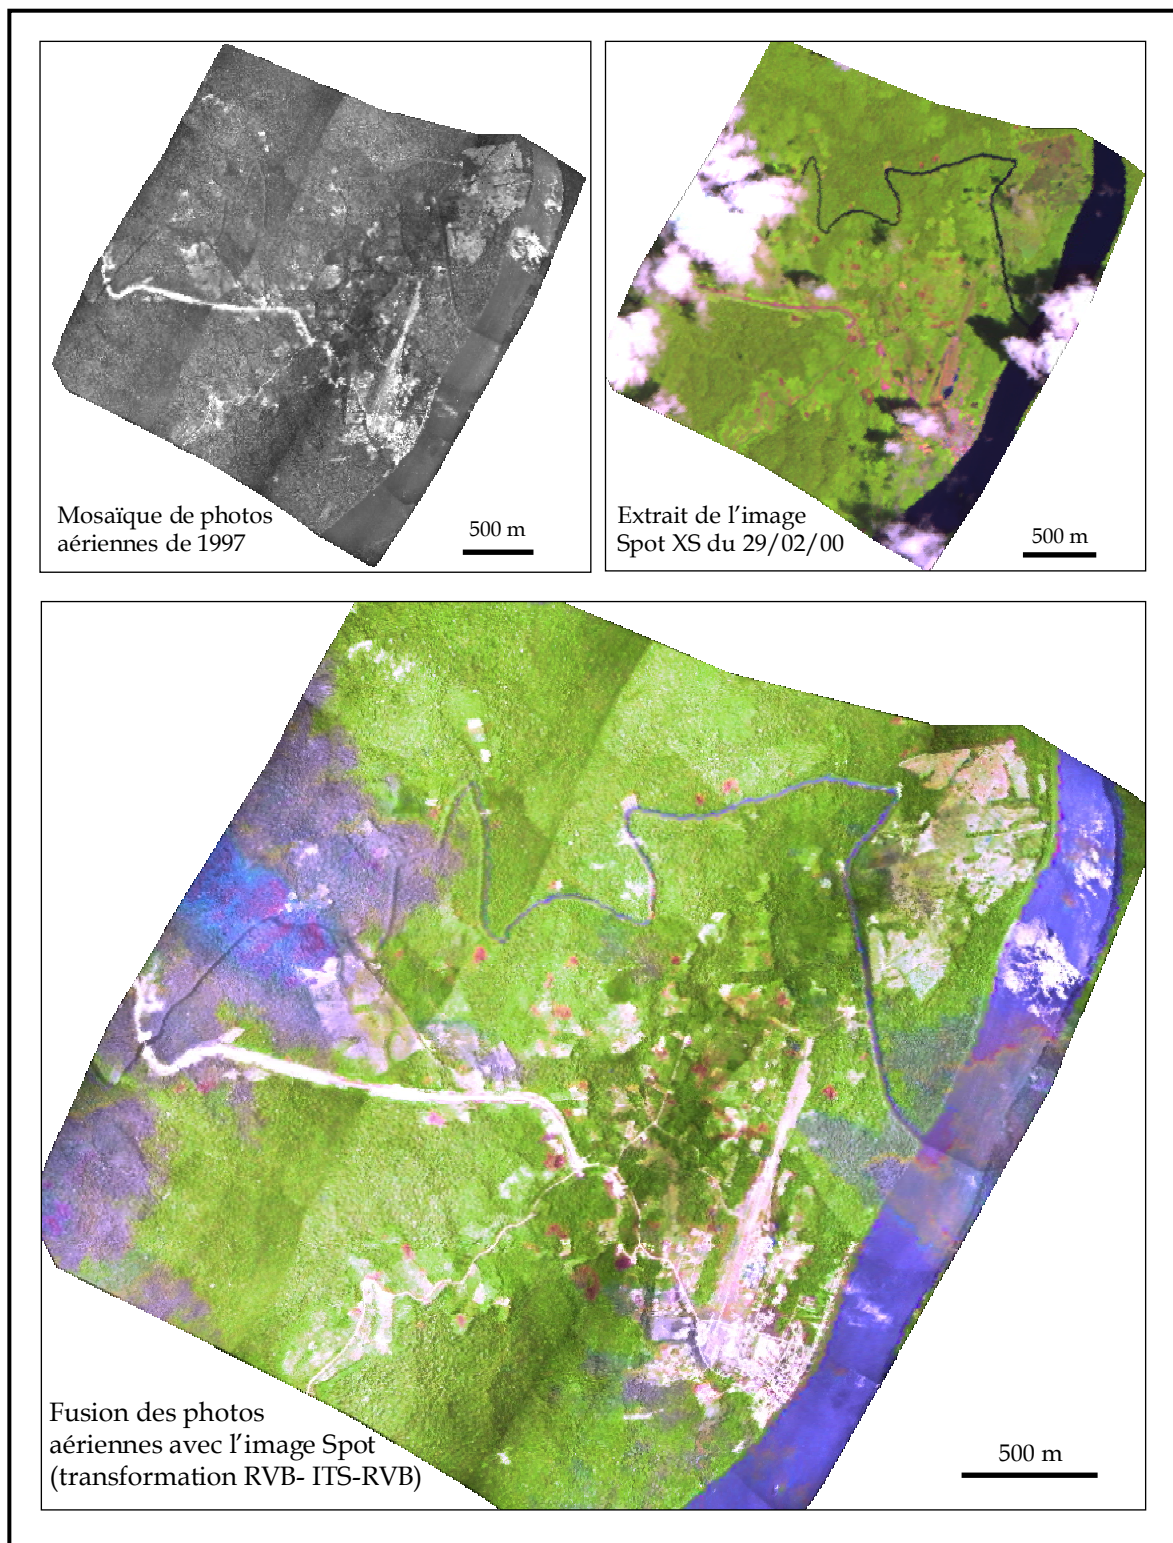 Mosaïque de photos
aériennes de 1997
500 m
Extrait de l'image
Spot XS du 29/02/00
500 m
Fusion des photos
aériennes avec l'image Spot
(transformation RVB- ITS-RVB)
500 m